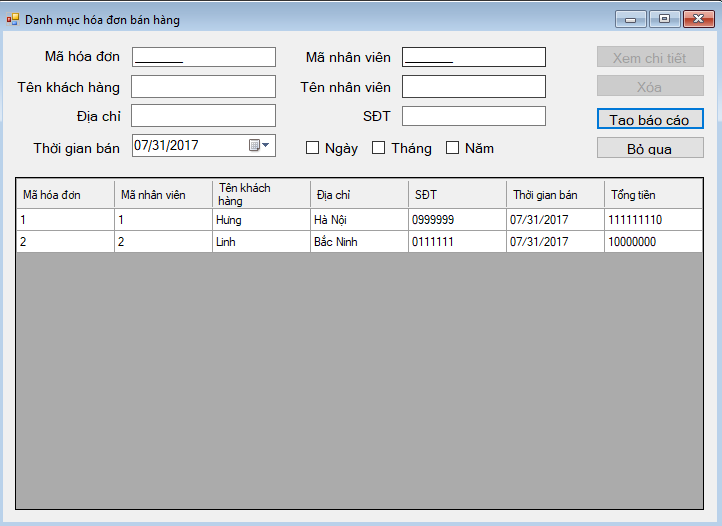 Danh mục hóa đơn bán hàng
Mã hóa đơn
Mã nhân viên
Xem chi tiết
Tên khách hàng
Tên nhân viên
Xóa
Địa chỉ
SĐT
Tạo báo cáo
Thời gian bán 07/31/2017
Ngày
Tháng
Năm
Bỏ qua
Mã hóa đơn Mã nhân viên Tên khách hàng Địa chỉ SĐT Thời gian bán Tổng tiền
1 1 Hưng Hà Nội 0999999 07/31/2017 111111110
2 2 Linh Bắc Ninh 0111111 07/31/2017 10000000